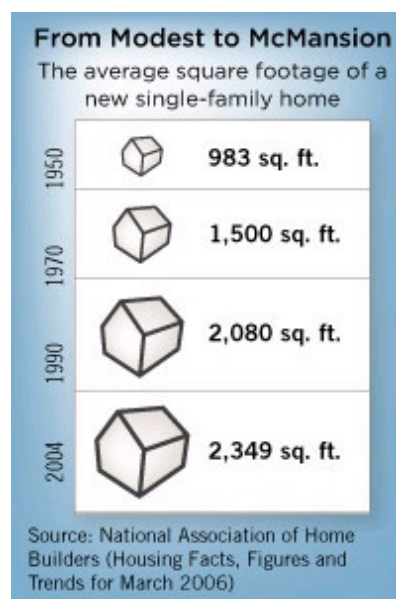 From Modest to McMansion
The average square footage of a
new single-family home
1950
983 sq. ft.
1970
1,500 sq. ft.
1990
2,080 sq. ft.
2004
2,349 sq. ft.
Source: National Association of Home
Builders (Housing Facts, Figures and
Trends for March 2006)